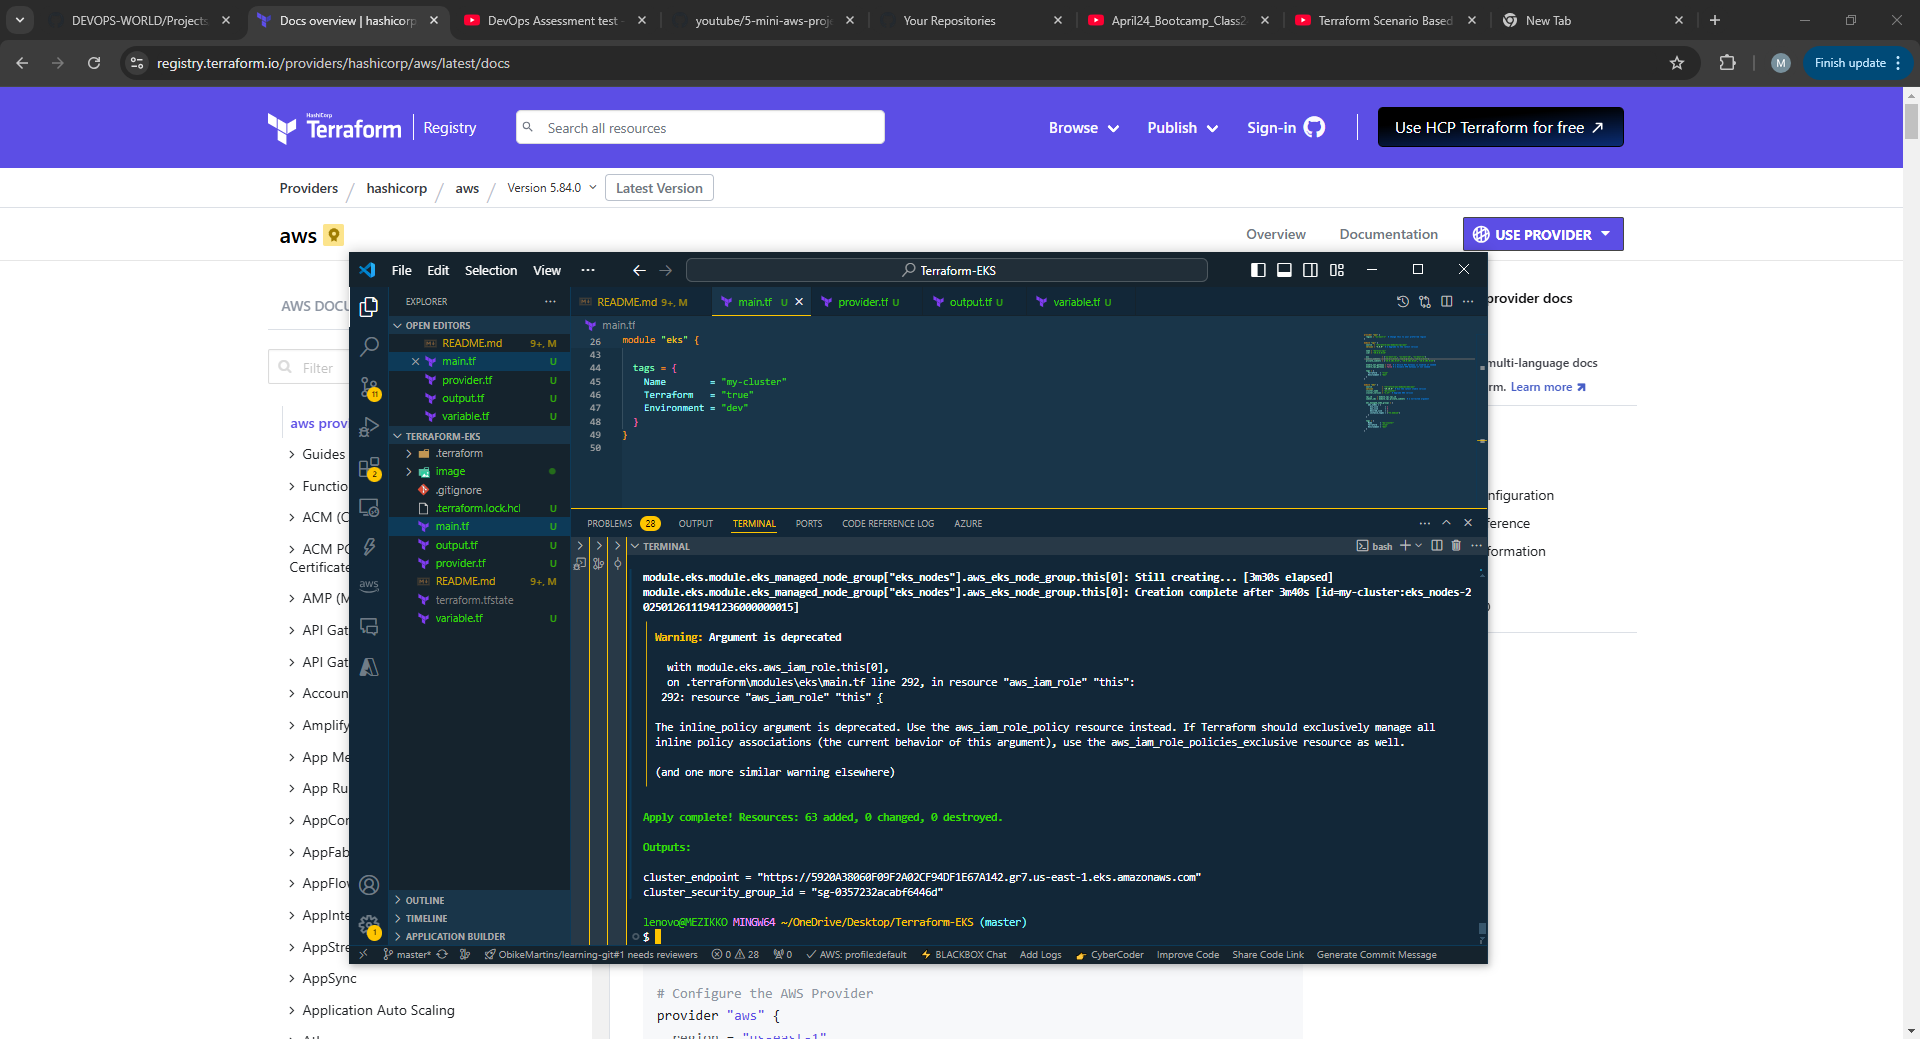 DEVOPS-WORLD/Projects
Docs overview | hashicorp
DevOps Assessment test
youtube/5-mini-aws-proj
Your Repositories
April24_Bootcamp_Class2
Terraform Scenario Based
New Tab
registry.terraform.io/providers/hashicorp/aws/latest/docs
M
Finish update
HashiCorp
Terraform
Registry
Search all resources
Browse
Publish
Sign-in
Use HCP Terraform for free
Providers / hashicorp / aws / Version 5.84.0 Latest Version
aws
Overview
Documentation
USE PROVIDER
AWS DOCU
Filter
aws prov
Guides
Functio
ACM (C
ACM PC
Certificate
AMP (M
API Gat
API Gat
Accoun
Amplify
App Me
App Ru
AppCor
AppFab
AppFlov
AppInte
AppStre
AppSync
Application Auto Scaling
provider docs
multi-language docs
rm. Learn more
nfiguration
ference
formation
File Edit Selection View ···
Terraform-EKS
EXPLORER ···
OPEN EDITORS
README.md 9+, M
main.tf U
provider.tf U
output.tf U
variable.tf U
TERRAFORM-EKS
.terraform
image
.gitignore
.terraform.lock.hcl U
main.tf U
output.tf U
provider.tf U
README.md 9+, M
terraform.tfstate
variable.tf U
OUTLINE
TIMELINE
APPLICATION BUILDER
11
2
aws
1
README.md 9+, M
main.tf U
provider.tf U
output.tf U
variable.tf U
main.tf
26 module "eks" {
43
44 tags = {
45 Name = "my-cluster"
46 Terraform = "true"
47 Environment = "dev"
48 }
49 }
50
PROBLEMS 28 OUTPUT TERMINAL PORTS CODE REFERENCE LOG AZURE
TERMINAL
bash
module.eks.module.eks_managed_node_group["eks_nodes"].aws_eks_node_group.this[0]: Still creating... [3m30s elapsed]
module.eks.module.eks_managed_node_group["eks_nodes"].aws_eks_node_group.this[0]: Creation complete after 3m40s [id=my-cluster:eks_nodes-2
0250126111941236000000015]
Warning: Argument is deprecated
with module.eks.aws_iam_role.this[0],
on .terraform\modules\eks\main.tf line 292, in resource "aws_iam_role" "this":
292: resource "aws_iam_role" "this" {
The inline_policy argument is deprecated. Use the aws_iam_role_policy resource instead. If Terraform should exclusively manage all
inline policy associations (the current behavior of this argument), use the aws_iam_role_policies_exclusive resource as well.
(and one more similar warning elsewhere)
Apply complete! Resources: 63 added, 0 changed, 0 destroyed.
Outputs:
cluster_endpoint = "https://5920A38060F09F2A02CF94DF1E67A142.gr7.us-east-1.eks.amazonaws.com"
cluster_security_group_id = "sg-0357232acabf6446d"
lenovo@MEZIKKO MINGW64 ~/OneDrive/Desktop/Terraform-EKS (master)
$
master* ObikeMartins/learning-git#1 needs reviewers 0 28 0 AWS: profile:default BLACKBOX Chat Add Logs CyberCoder Improve Code Share Code Link Generate Commit Message
# Configure the AWS Provider
provider "aws" {
region = "us-east-1"